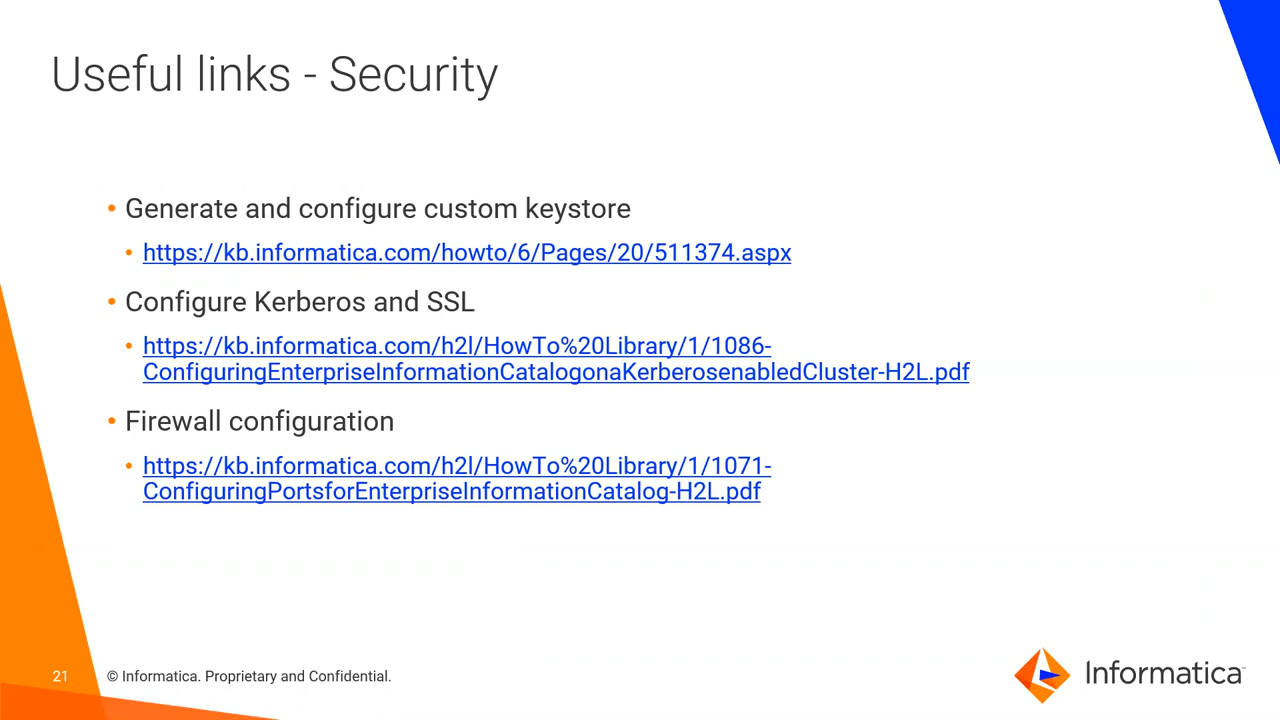 Useful links - Security
• Generate and configure custom keystore
• https://kb.informatica.com/howto/6/Pages/20/511374.aspx
• Configure Kerberos and SSL
• https://kb.informatica.com/h2l/HowTo%20Library/1/1086-
ConfiguringEnterpriseInformationCatalogonaKerberosenabledCluster-H2L.pdf
• Firewall configuration
• https://kb.informatica.com/h2l/HowTo%20Library/1/1071-
ConfiguringPortsforEnterpriseInformationCatalog-H2L.pdf
21 © Informatica. Proprietary and Confidential.
Informatica™